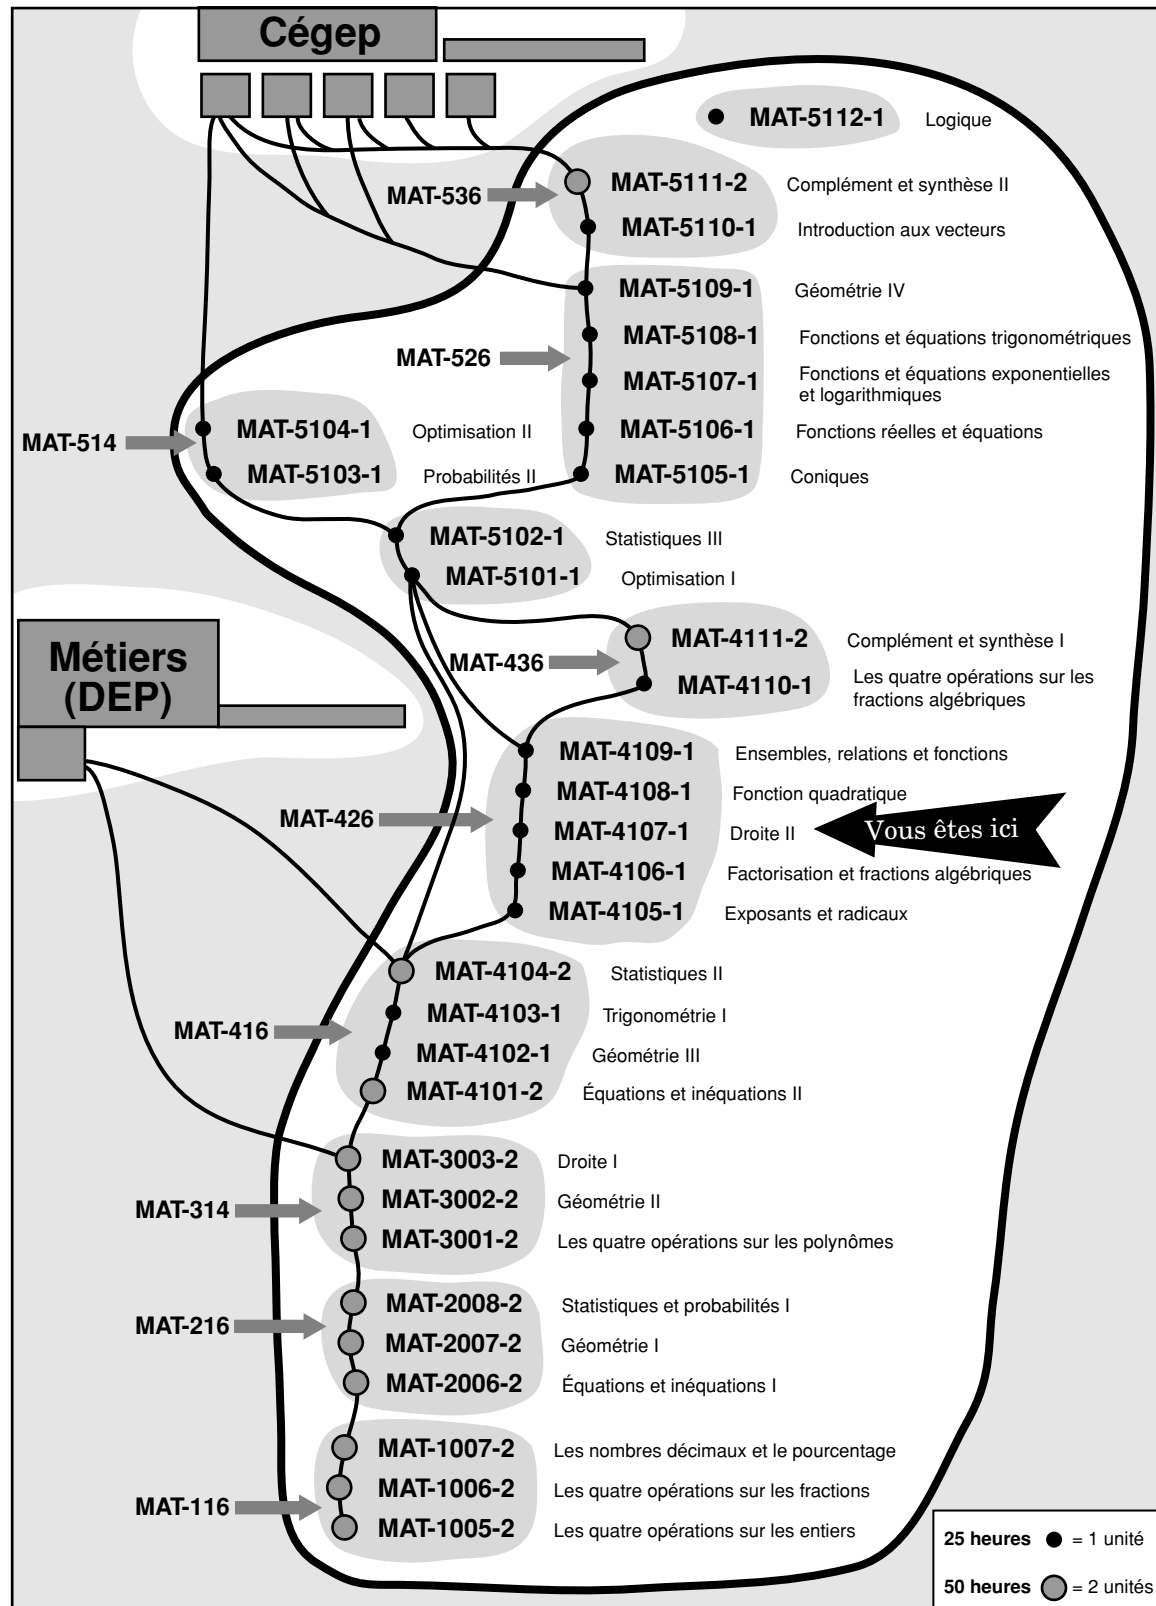 Cégep
MAT-5112-1 Logique
MAT-536
MAT-5111-2 Complément et synthèse II
MAT-5110-1 Introduction aux vecteurs
MAT-5109-1 Géométrie IV
MAT-526
MAT-5108-1 Fonctions et équations trigonométriques
MAT-5107-1 Fonctions et équations exponentielles
et logarithmiques
MAT-514
MAT-5104-1 Optimisation II
MAT-5106-1 Fonctions réelles et équations
MAT-5103-1 Probabilités II
MAT-5105-1 Coniques
MAT-5102-1 Statistiques III
MAT-5101-1 Optimisation I
Métiers
(DEP)
MAT-436
MAT-4111-2 Complément et synthèse I
MAT-4110-1 Les quatre opérations sur les
fractions algébriques
MAT-426
MAT-4109-1 Ensembles, relations et fonctions
MAT-4108-1 Fonction quadratique
MAT-4107-1 Droite II
Vous êtes ici
MAT-4106-1 Factorisation et fractions algébriques
MAT-4105-1 Exposants et radicaux
MAT-416
MAT-4104-2 Statistiques II
MAT-4103-1 Trigonométrie I
MAT-4102-1 Géométrie III
MAT-4101-2 Équations et inéquations II
MAT-314
MAT-3003-2 Droite I
MAT-3002-2 Géométrie II
MAT-3001-2 Les quatre opérations sur les polynômes
MAT-216
MAT-2008-2 Statistiques et probabilités I
MAT-2007-2 Géométrie I
MAT-2006-2 Équations et inéquations I
MAT-116
MAT-1007-2 Les nombres décimaux et le pourcentage
MAT-1006-2 Les quatre opérations sur les fractions
MAT-1005-2 Les quatre opérations sur les entiers
25 heures = 1 unité
50 heures = 2 unités